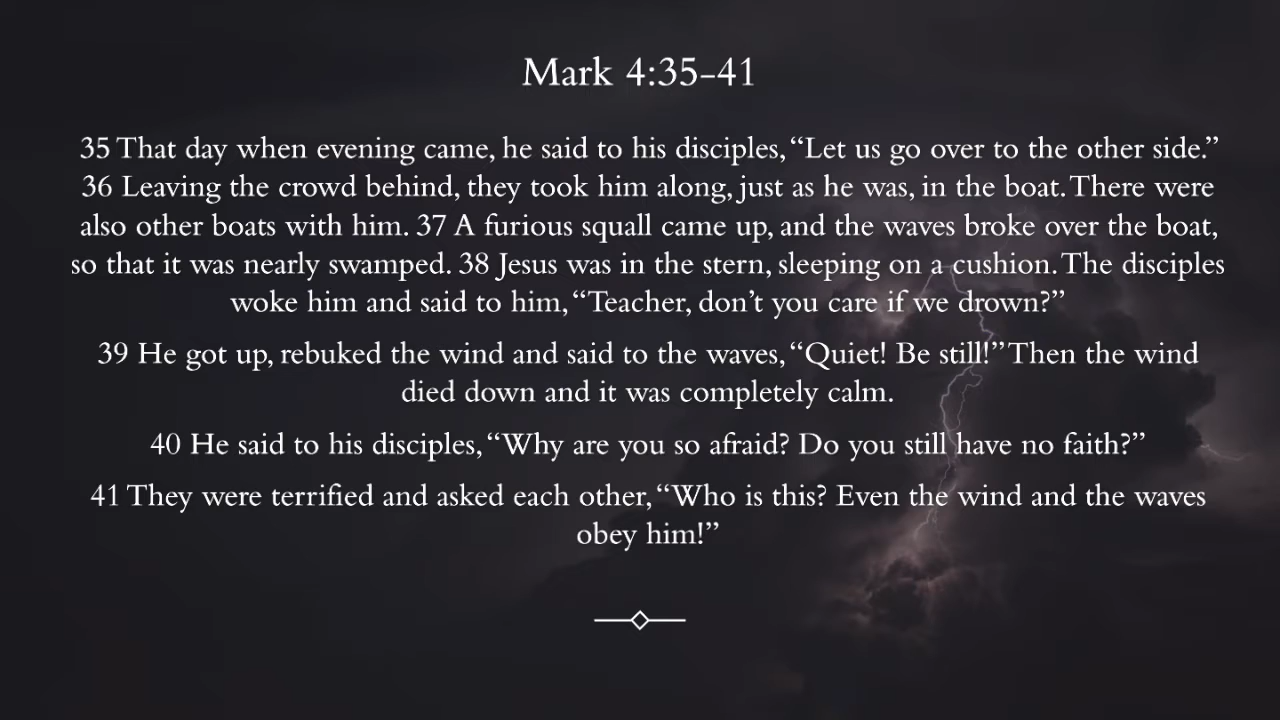 Mark 4:35-41
35 That day when evening came, he said to his disciples, “Let us go over to the other side.”
36 Leaving the crowd behind, they took him along, just as he was, in the boat. There were
also other boats with him. 37 A furious squall came up, and the waves broke over the boat,
so that it was nearly swamped. 38 Jesus was in the stern, sleeping on a cushion. The disciples
woke him and said to him, “Teacher, don’t you care if we drown?”
39 He got up, rebuked the wind and said to the waves, “Quiet! Be still!” Then the wind
died down and it was completely calm.
40 He said to his disciples, “Why are you so afraid? Do you still have no faith?”
41 They were terrified and asked each other, “Who is this? Even the wind and the waves
obey him!”